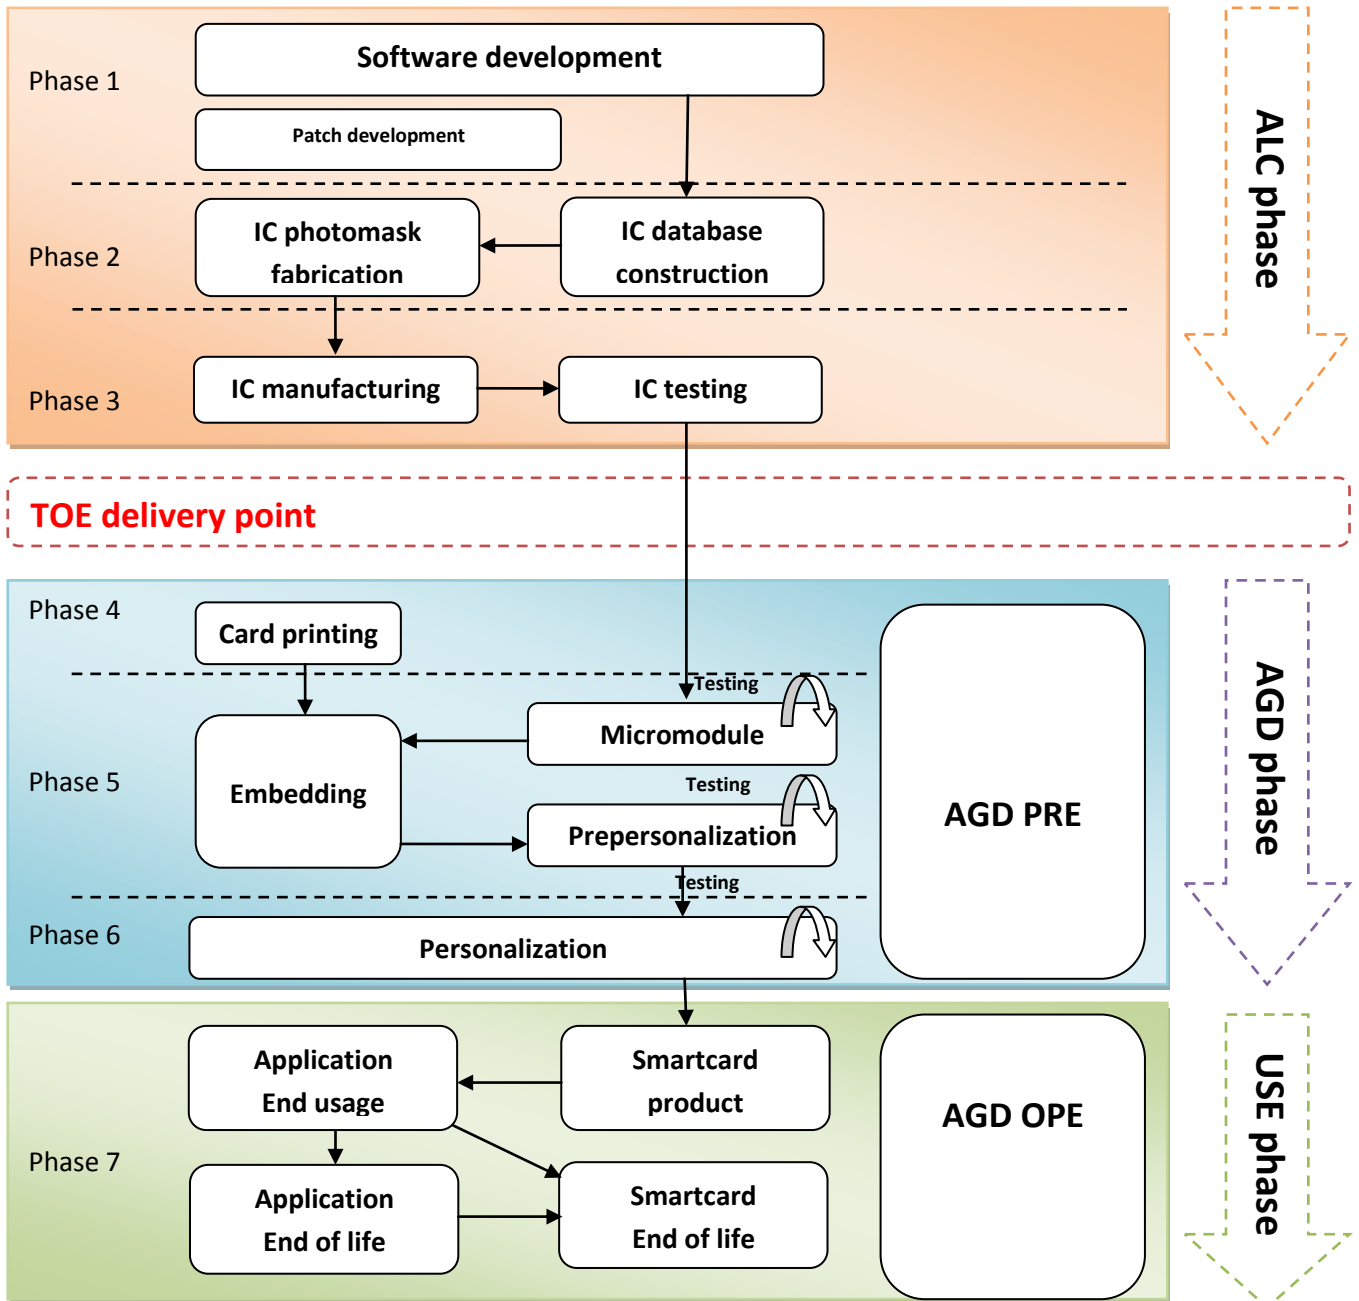 Phase 1
Software development
Patch development
ALC phase
Phase 2
IC photomask
fabrication
IC database
construction
Phase 3
IC manufacturing
IC testing
TOE delivery point
Phase 4
Card printing
Testing
Micromodule
Phase 5
Embedding
Testing
Prepersonalization
AGD PRE
AGD phase
Testing
Phase 6
Personalization
Phase 7
Application
End usage
Smartcard
product
AGD OPE
USE phase
Application
End of life
Smartcard
End of life